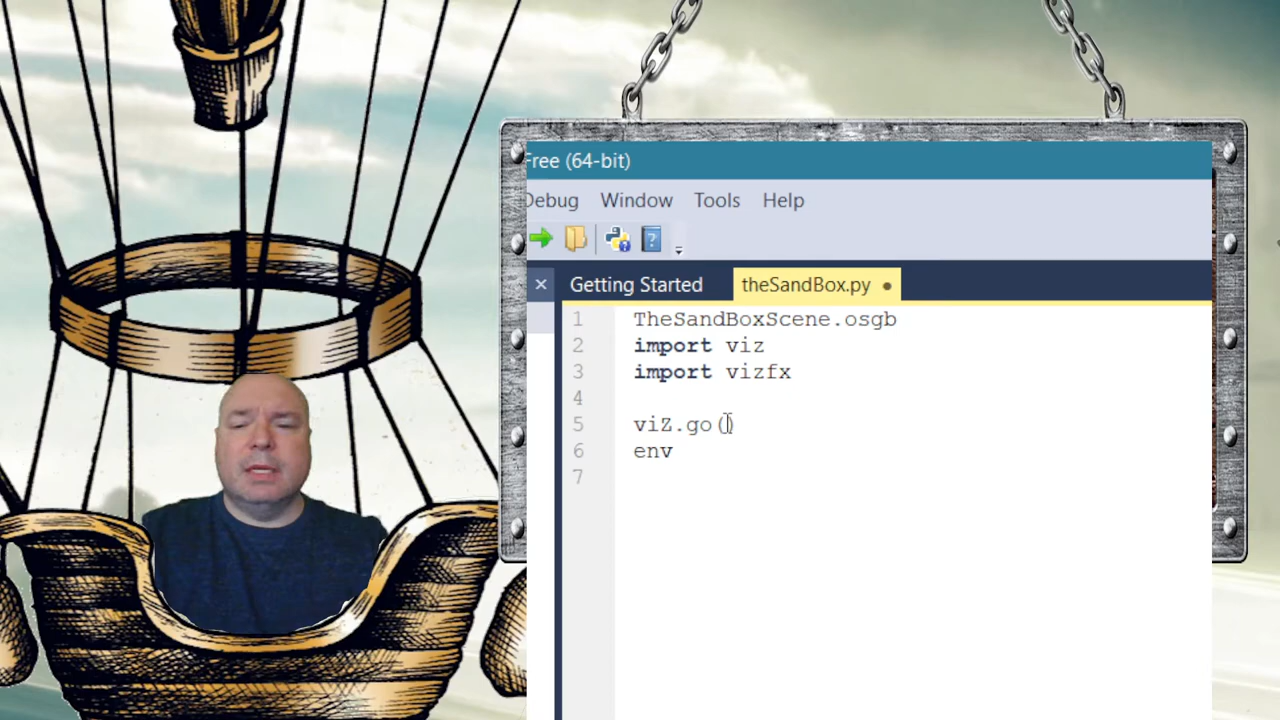 Free (64-bit)
Debug Window Tools Help
Getting Started theSandBox.py
1 TheSandBoxScene.osgb
2 import viz
3 import vizfx
4
5 viZ.go()
6 env
7